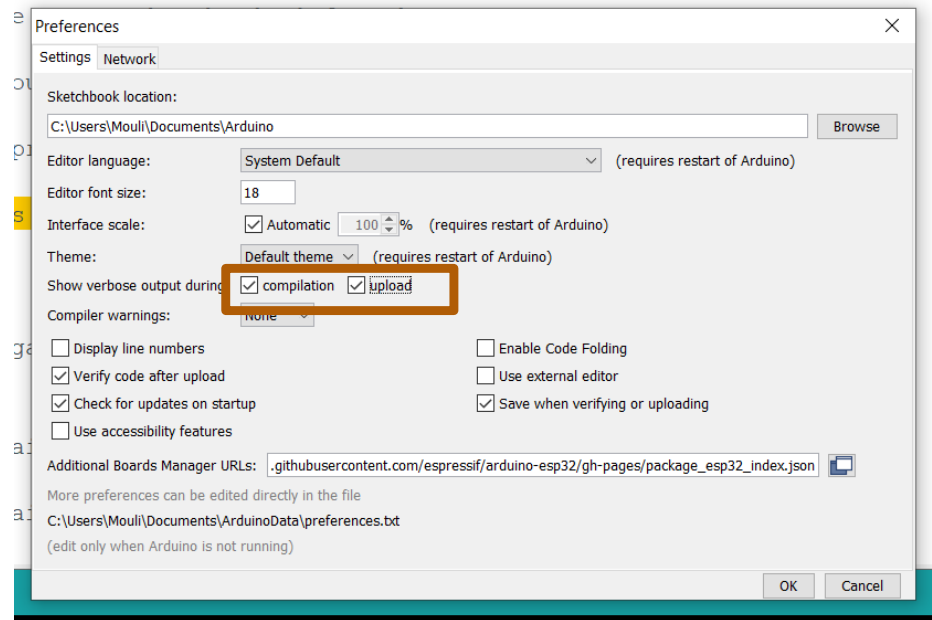 Preferences
Settings Network
Sketchbook location:
C:\Users\Mouli\Documents\Arduino Browse
Editor language: System Default (requires restart of Arduino)
Editor font size: 18
Interface scale: Automatic 100 % (requires restart of Arduino)
Theme: Default theme (requires restart of Arduino)
Show verbose output during compilation upload
Compiler warnings: None
Display line numbers Enable Code Folding
Verify code after upload Use external editor
Check for updates on startup Save when verifying or uploading
Use accessibility features
Additional Boards Manager URLs: .githubusercontent.com/espressif/arduino-esp32/gh-pages/package_esp32_index.json
More preferences can be edited directly in the file
C:\Users\Mouli\Documents\ArduinoData\preferences.txt
(edit only when Arduino is not running)
OK Cancel